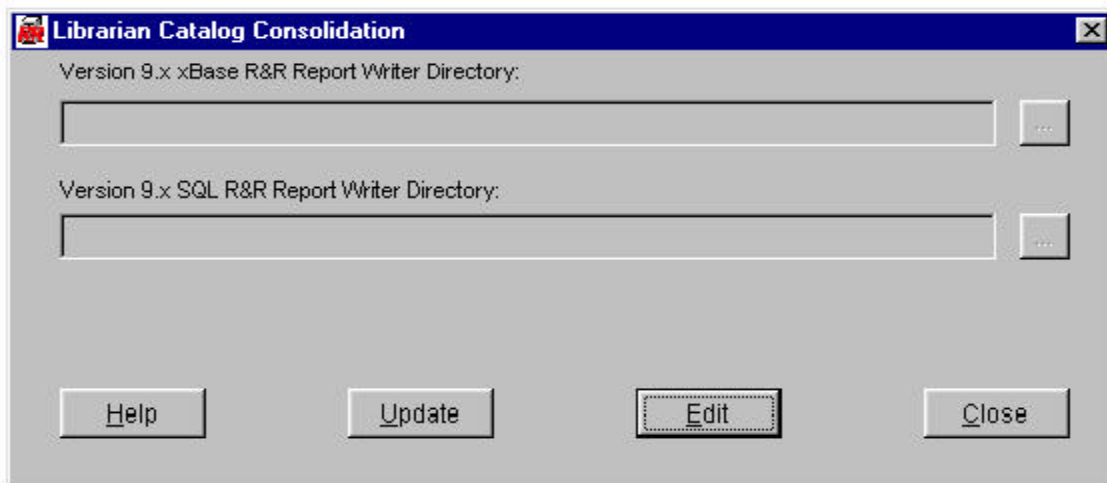 Librarian Catalog Consolidation
Version 9.x xBase R&R Report Writer Directory:
...
Version 9.x SQL R&R Report Writer Directory:
...
Help Update Edit Close